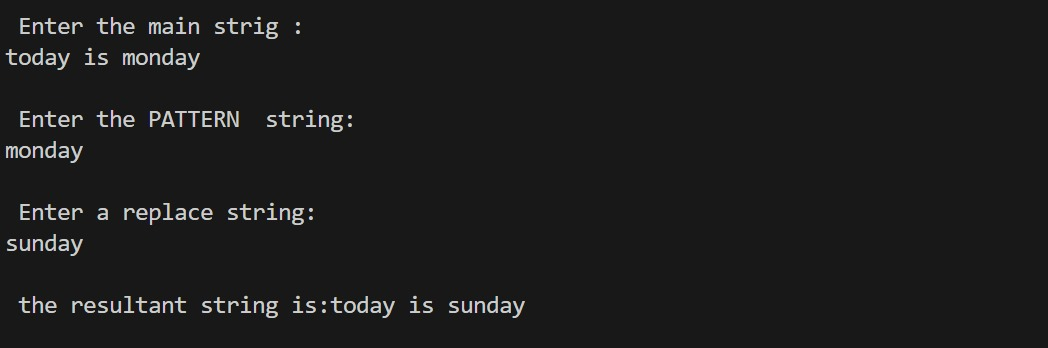 Enter the main strig :
today is monday
Enter the PATTERN  string:
monday
Enter a replace string:
sunday
the resultant string is:today is sunday